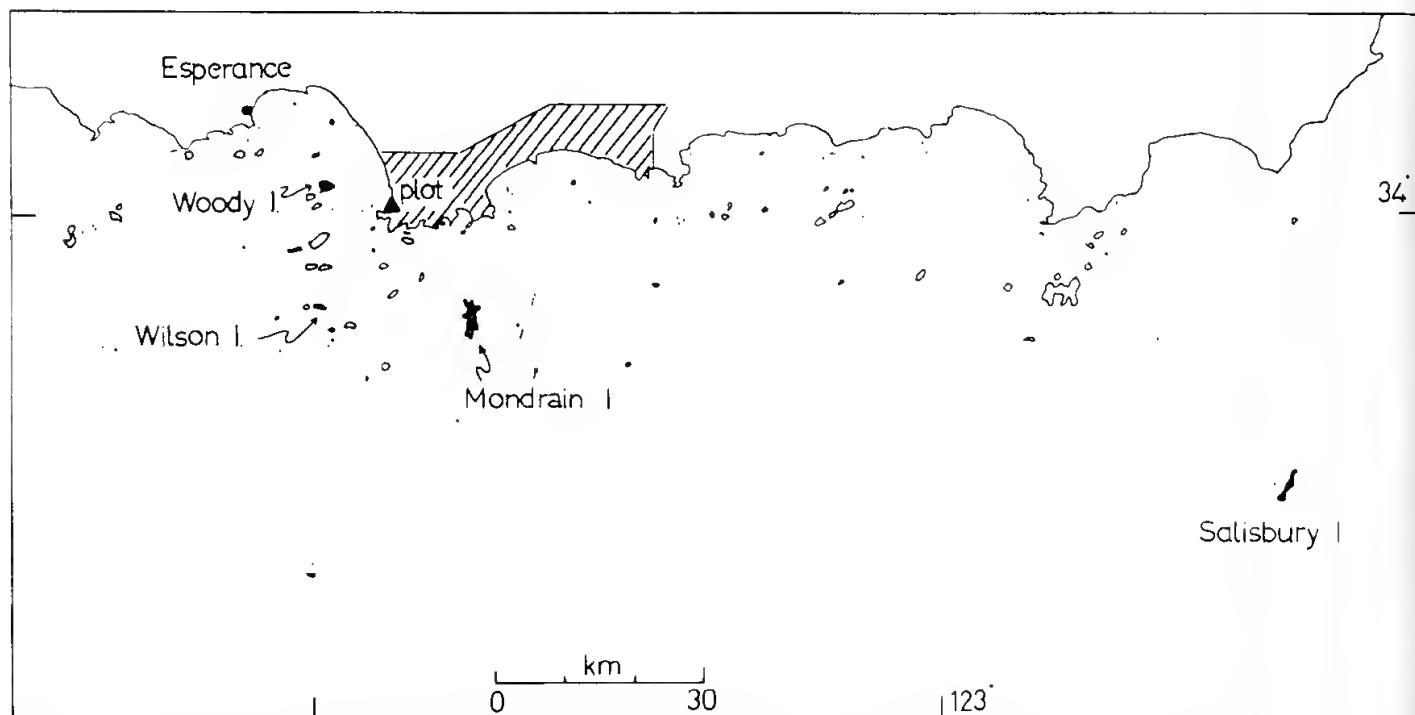 Esperance
Woody I.
plot
34°
Wilson I.
Mondrain I
Salisbury I
km
0 30
123°